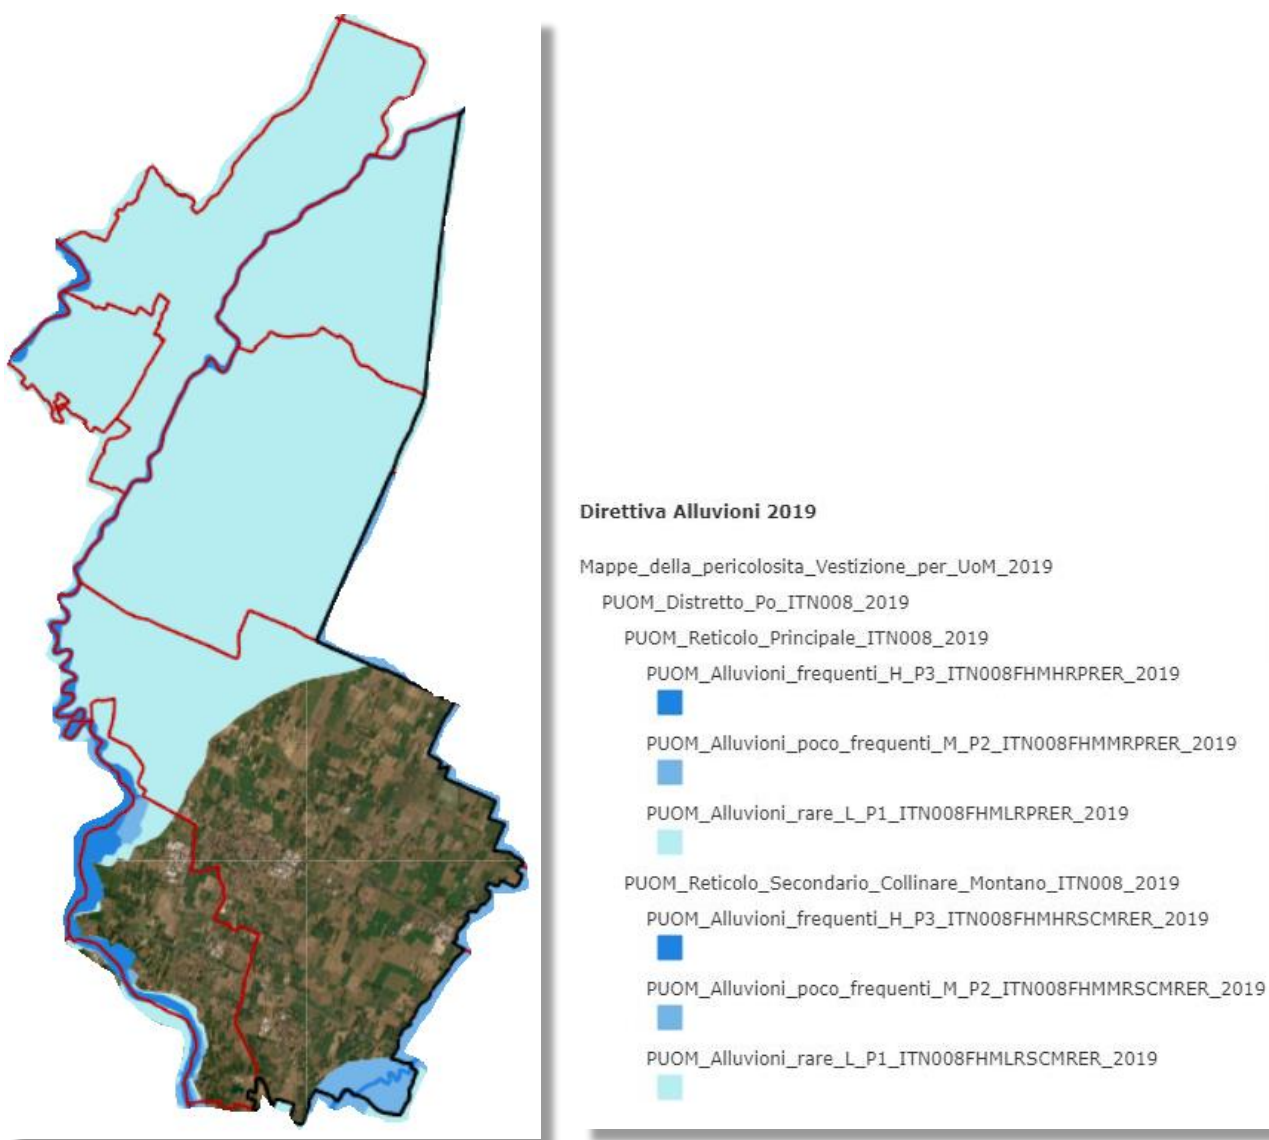 Direttiva Alluvioni 2019
Mappe_della_pericolosita_Vestizione_per_UoM_2019
PUOM_Distretto_Po_ITN008_2019
PUOM_Reticolo_Principale_ITN008_2019
PUOM_Alluvioni_frequenti_H_P3_ITN008FHMHRPRER_2019
PUOM_Alluvioni_poco_frequenti_M_P2_ITN008FHMMRPRER_2019
PUOM_Alluvioni_rare_L_P1_ITN008FHMLRPRER_2019
PUOM_Reticolo_Secondario_Collinare_Montano_ITN008_2019
PUOM_Alluvioni_frequenti_H_P3_ITN008FHMHRSCMRER_2019
PUOM_Alluvioni_poco_frequenti_M_P2_ITN008FHMMRSCMRER_2019
PUOM_Alluvioni_rare_L_P1_ITN008FHMLRSCMRER_2019